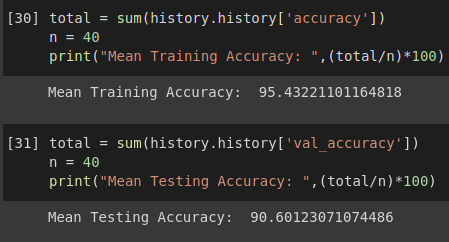 [30] total = sum(history.history['accuracy'])
n = 40
print("Mean Training Accuracy: ",(total/n)*100)
Mean Training Accuracy:  95.43221101164818
[31] total = sum(history.history['val_accuracy'])
n = 40
print("Mean Testing Accuracy: ",(total/n)*100)
Mean Testing Accuracy:  90.60123071074486